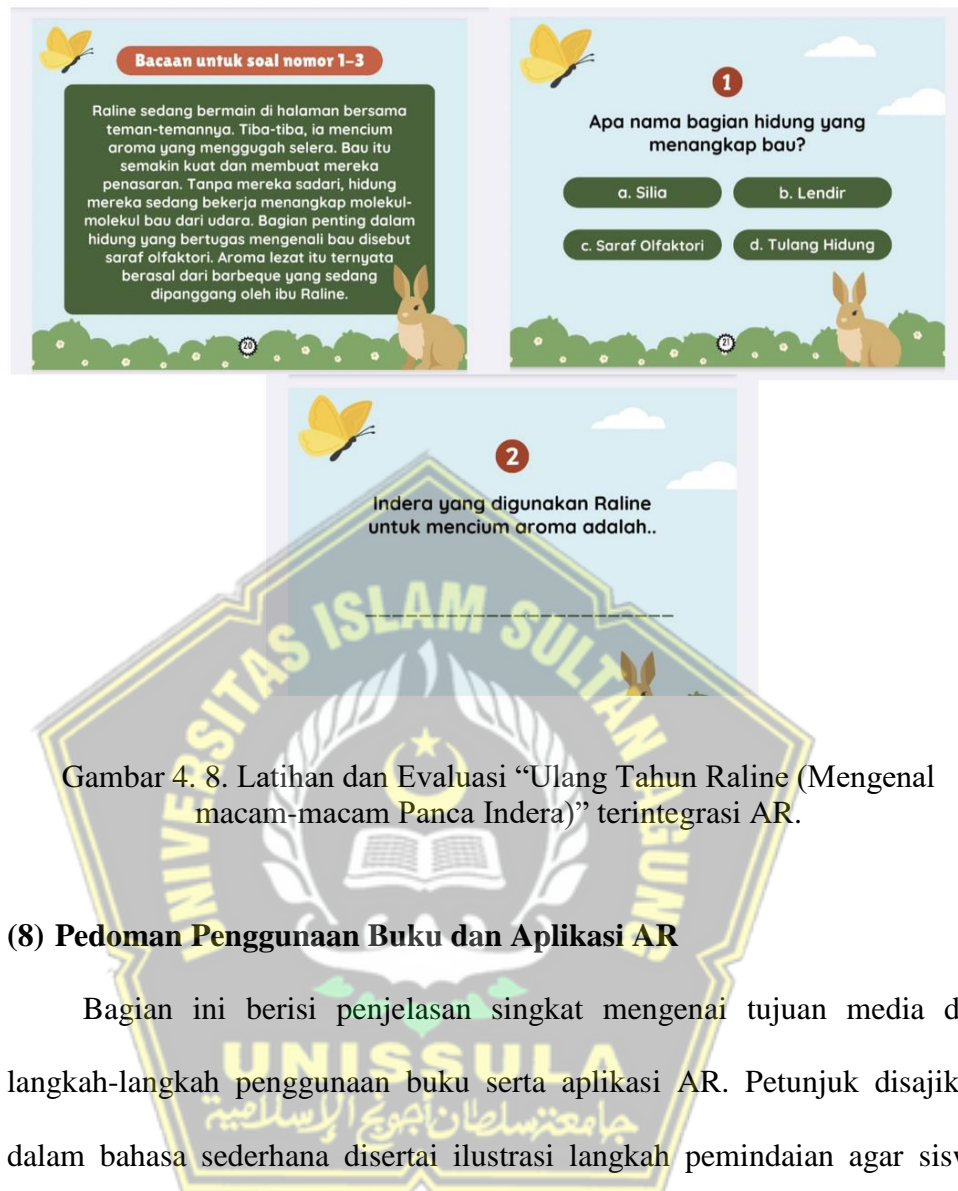 Bacaan untuk soal nomor 1-3
Raline sedang bermain di halaman bersama
teman-temannya. Tiba-tiba, ia mencium
aroma yang menggugah selera. Bau itu
semakin kuat dan membuat mereka
penasaran. Tanpa mereka sadari, hidung
mereka sedang bekerja menangkap molekul-
molekul bau dari udara. Bagian penting dalam
hidung yang bertugas mengenali bau disebut
saraf olfaktori. Aroma lezat itu ternyata
berasal dari barbeque yang sedang
dipanggang oleh ibu Raline.
20
1
Apa nama bagian hidung yang
menangkap bau?
a. Silia
b. Lendir
c. Saraf Olfaktori
d. Tulang Hidung
21
2
Indera yang digunakan Raline
untuk mencium aroma adalah..
UNIVERSITAS ISLAM SULTAN AGUNG
Gambar 4. 8. Latihan dan Evaluasi “Ulang Tahun Raline (Mengenal
macam-macam Panca Indera)” terintegrasi AR.
(8) Pedoman Penggunaan Buku dan Aplikasi AR
Bagian ini berisi penjelasan singkat mengenai tujuan media d
langkah-langkah penggunaan buku serta aplikasi AR. Petunjuk disajik
UNISSULA
جامعتسلطان أجونج الإسلامية
dalam bahasa sederhana disertai ilustrasi langkah pemindaian agar sisw